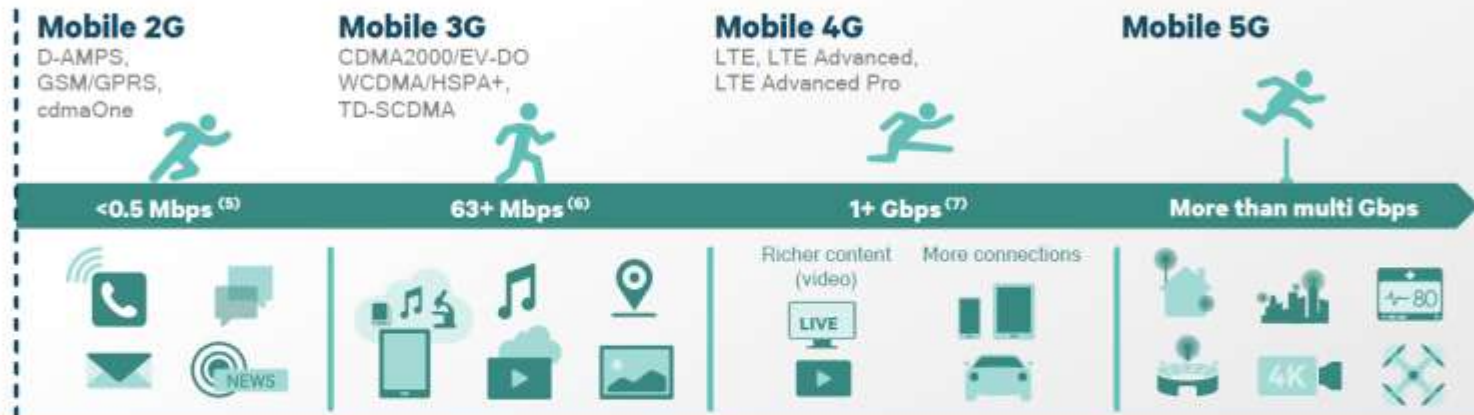 Mobile 2G
D-AMPS,
GSM/GPRS,
cdmaOne
Mobile 3G
CDMA2000/EV-DO
WCDMA/HSPA+,
TD-SCDMA
Mobile 4G
LTE, LTE Advanced,
LTE Advanced Pro
Mobile 5G
<0.5 Mbps (5)
63+ Mbps(6)
1+ Gbps(7)
More than multi Gbps
NEWS
Richer content
(video)
More connections
LIVE
80
4K